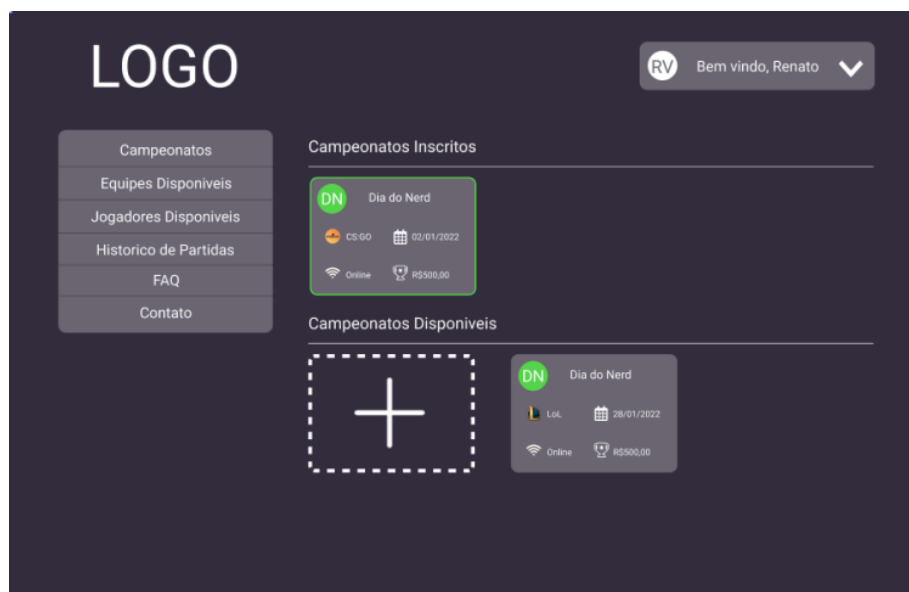 LOGO
RV Bem vindo, Renato
Campeonatos
Equipes Disponiveis
Jogadores Disponiveis
Historico de Partidas
FAQ
Contato
Campeonatos Inscritos
DN Dia do Nerd
CS:GO 02/01/2022
Online R$500,00
Campeonatos Disponiveis
DN Dia do Nerd
LoL 28/01/2022
Online R$500,00